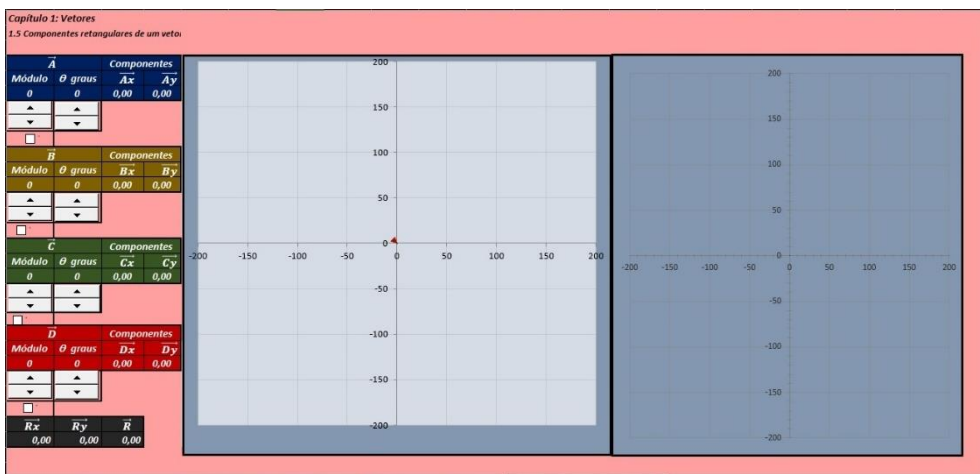 Capítulo 1: Vetores
1.5 Componentes retangulares de um veto
A Componentes
Módulo θ graus Ax Ay
0 0 0,00 0,00
B Componentes
Módulo θ graus Bx By
0 0 0,00 0,00
C Componentes
Módulo θ graus Cx Cy
0 0 0,00 0,00
D Componentes
Módulo θ graus Dx Dy
0 0 0,00 0,00
Rx Ry R
0,00 0,00 0,00
200
150
100
50
0
-200 -150 -100 -50 0 50 100 150 200
-50
-100
-150
-200
200
150
100
50
0
-200 -150 -100 -50 0 50 100 150 200
-50
-100
-150
-200